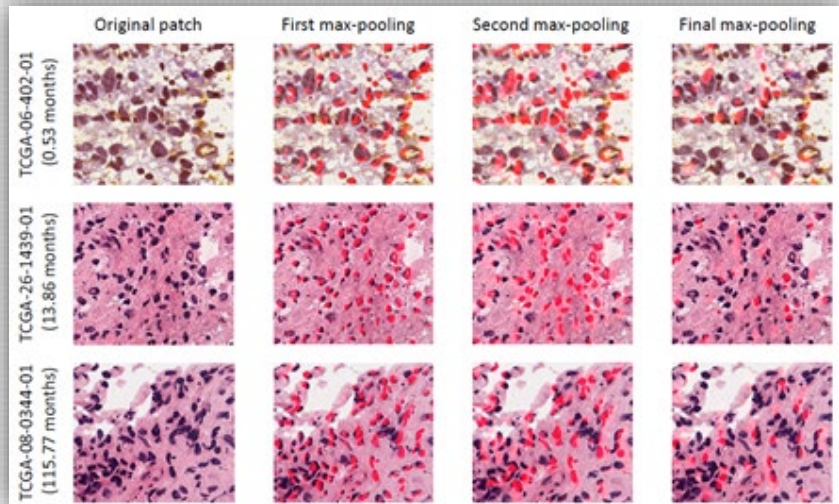 Original patch First max-pooling Second max-pooling Final max-pooling
TCGA-06-402-01
(0.53 months)
TCGA-26-1439-01
(13.86 months)
TCGA-08-0344-01
(115.77 months)